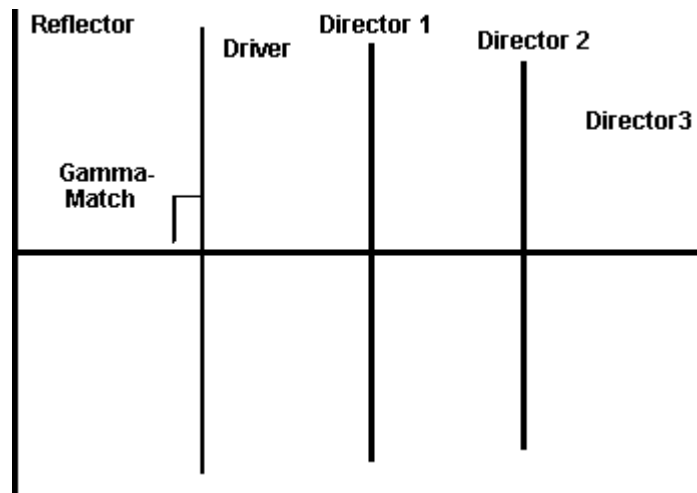 Reflector
Driver
Director 1
Director 2
Director3
Gamma-
Match